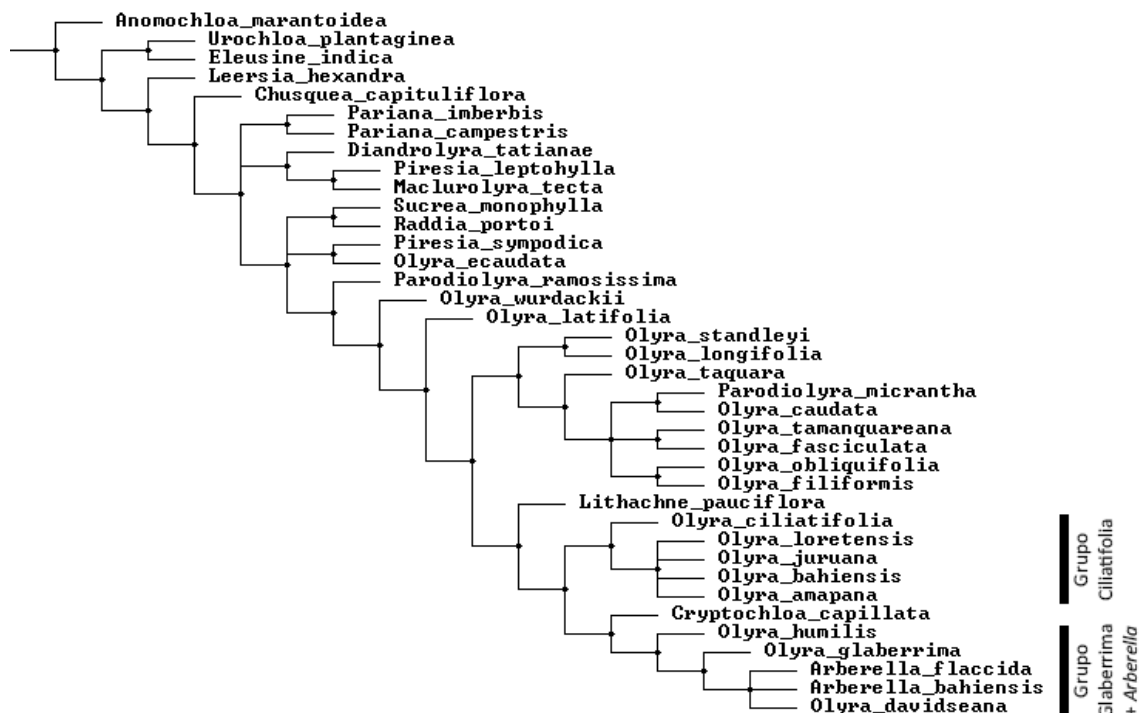 Anomochloa_marantoidea
Urochloa_plantaginea
Eleusine_indica
Leersia_hexandra
Chusquea_capituliflora
Pariana_imberbis
Pariana_campestris
Diandrolyra_tatianae
Piresia_leptohylla
Maclurolyra_tecta
Sucrea_monophylla
Raddia_portoi
Piresia_sympodica
Olyra_ecaudata
Parodiolyra_ramosissima
Olyra_wurdackii
Olyra_latifolia
Olyra_standleyi
Olyra_longifolia
Olyra_taquara
Parodiolyra_micrantha
Olyra_caudata
Olyra_tamanquareana
Olyra_fasciculata
Olyra_obliquifolia
Olyra_filiformis
Lithachne_pauciflora
Olyra_ciliatifolia
Olyra_loretensis
Olyra_juruana
Olyra_bahiensis
Olyra_amapana
Cryptochloa_capillata
Olyra_humilis
Olyra_glaberrima
Arberella_flaccida
Arberella_bahiensis
Olyra_davidseana
Grupo
Ciliatifolia
Grupo
Glaberrima
+ Arberella